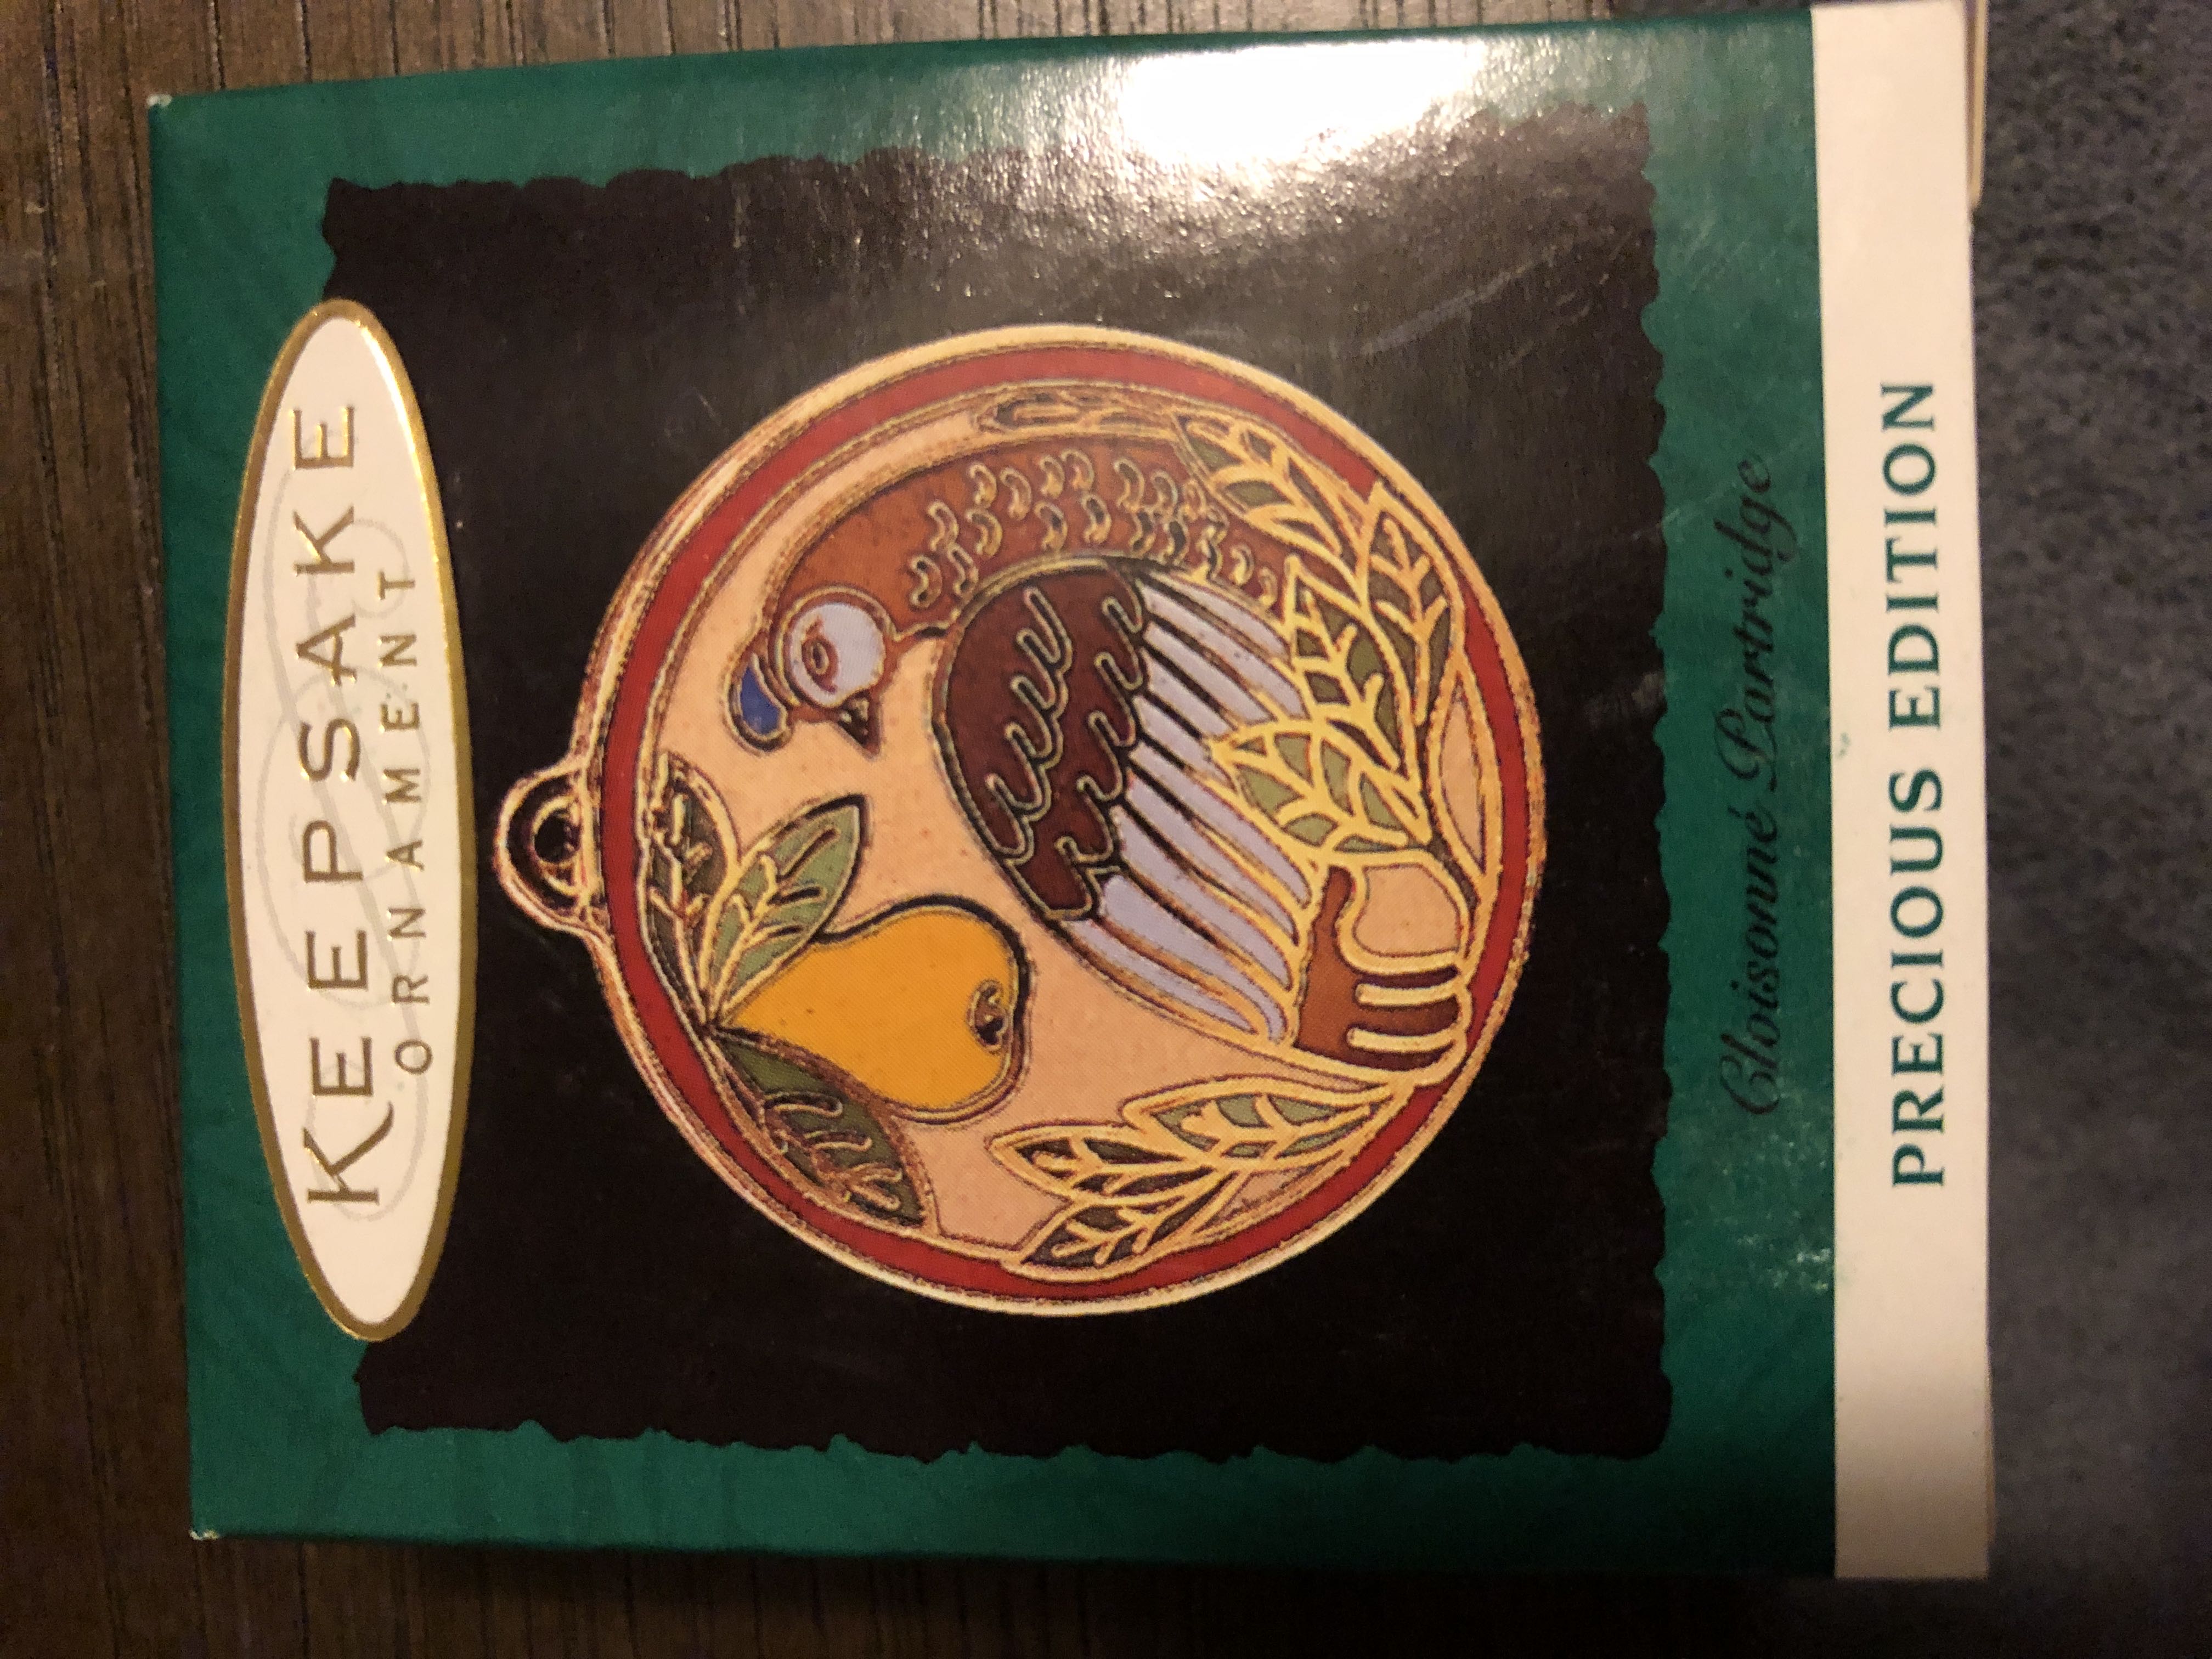 KEEPSAKE
ORNAMENT
Cloisonné Partridge
PRECIOUS EDITION